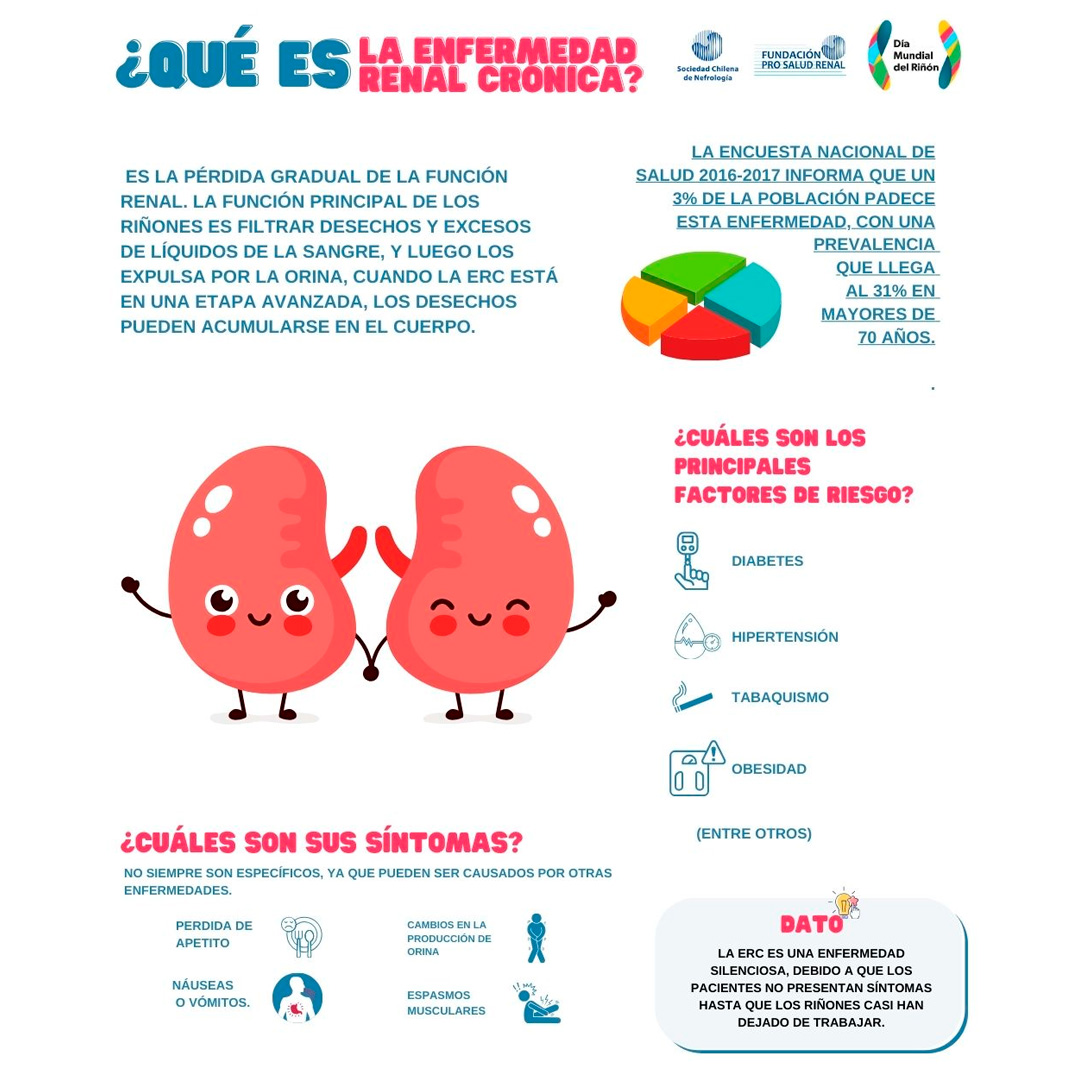 ¿QUÉ ES LA ENFERMEDAD
RENAL CRÓNICA?
Sociedad Chilena
de Nefrología
FUNDACIÓN
PRO SALUD RENAL
Día
Mundial
del Riñón
ES LA PÉRDIDA GRADUAL DE LA FUNCIÓN
RENAL. LA FUNCIÓN PRINCIPAL DE LOS
RIÑONES ES FILTRAR DESECHOS Y EXCESOS
DE LÍQUIDOS DE LA SANGRE, Y LUEGO LOS
EXPULSA POR LA ORINA, CUANDO LA ERC ESTÁ
EN UNA ETAPA AVANZADA, LOS DESECHOS
PUEDEN ACUMULARSE EN EL CUERPO.
LA ENCUESTA NACIONAL DE
SALUD 2016-2017 INFORMA QUE UN
3% DE LA POBLACIÓN PADECE
ESTA ENFERMEDAD, CON UNA
PREVALENCIA
QUE LLEGA
AL 31% EN
MAYORES DE
70 AÑOS.
.
¿CUÁLES SON LOS
PRINCIPALES
FACTORES DE RIESGO?
DIABETES
HIPERTENSIÓN
TABAQUISMO
OBESIDAD
(ENTRE OTROS)
¿CUÁLES SON SUS SÍNTOMAS?
NO SIEMPRE SON ESPECÍFICOS, YA QUE PUEDEN SER CAUSADOS POR OTRAS
ENFERMEDADES.
PERDIDA DE
APETITO
NÁUSEAS
O VÓMITOS.
CAMBIOS EN LA
PRODUCCIÓN DE
ORINA
ESPASMOS
MUSCULARES
DATO
LA ERC ES UNA ENFERMEDAD
SILENCIOSA, DEBIDO A QUE LOS
PACIENTES NO PRESENTAN SÍNTOMAS
HASTA QUE LOS RIÑONES CASI HAN
DEJADO DE TRABAJAR.